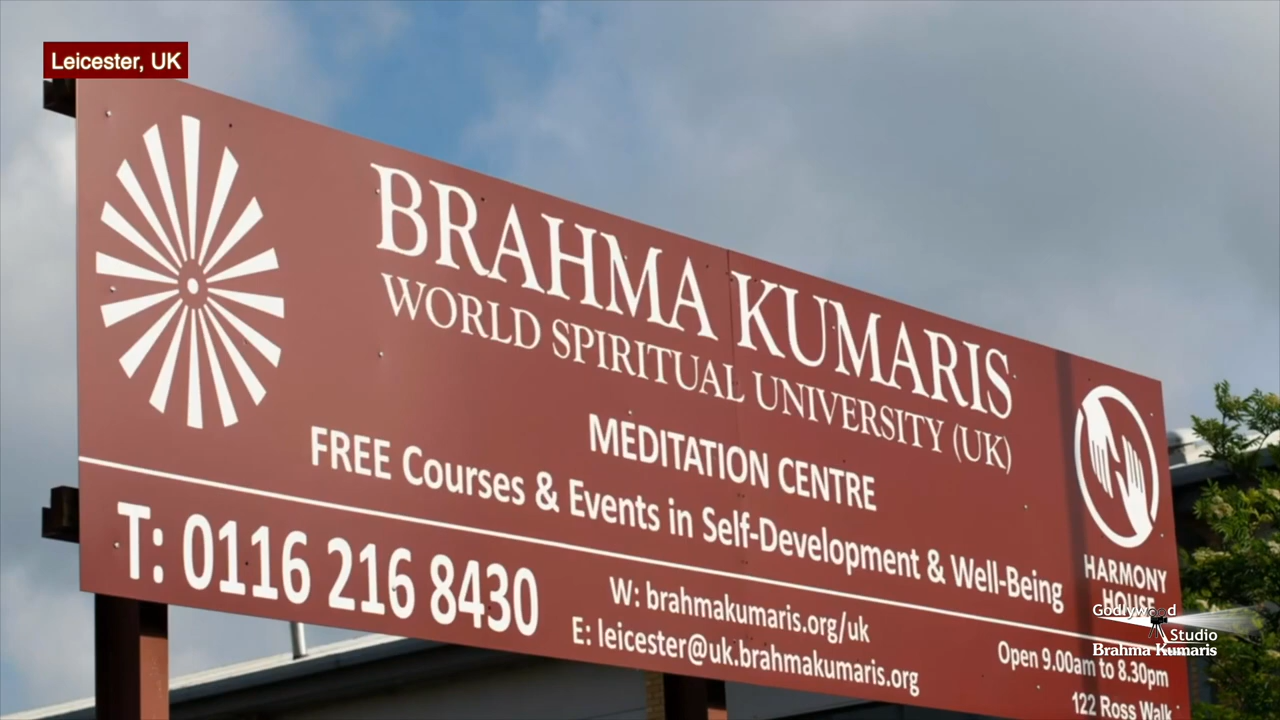 Leicester, UK
BRAHMA KUMARIS
WORLD SPIRITUAL UNIVERSITY (UK)
MEDITATION CENTRE
FREE Courses & Events in Self-Development & Well-Being
HARMONY
HOUSE
T: 0116 216 8430
W: brahmakumaris.org/uk
E: leicester@uk.brahmakumaris.org
Open 9.00am to 8.30pm
122 Ross Walk
Godlywood
Studio
Brahma Kumaris